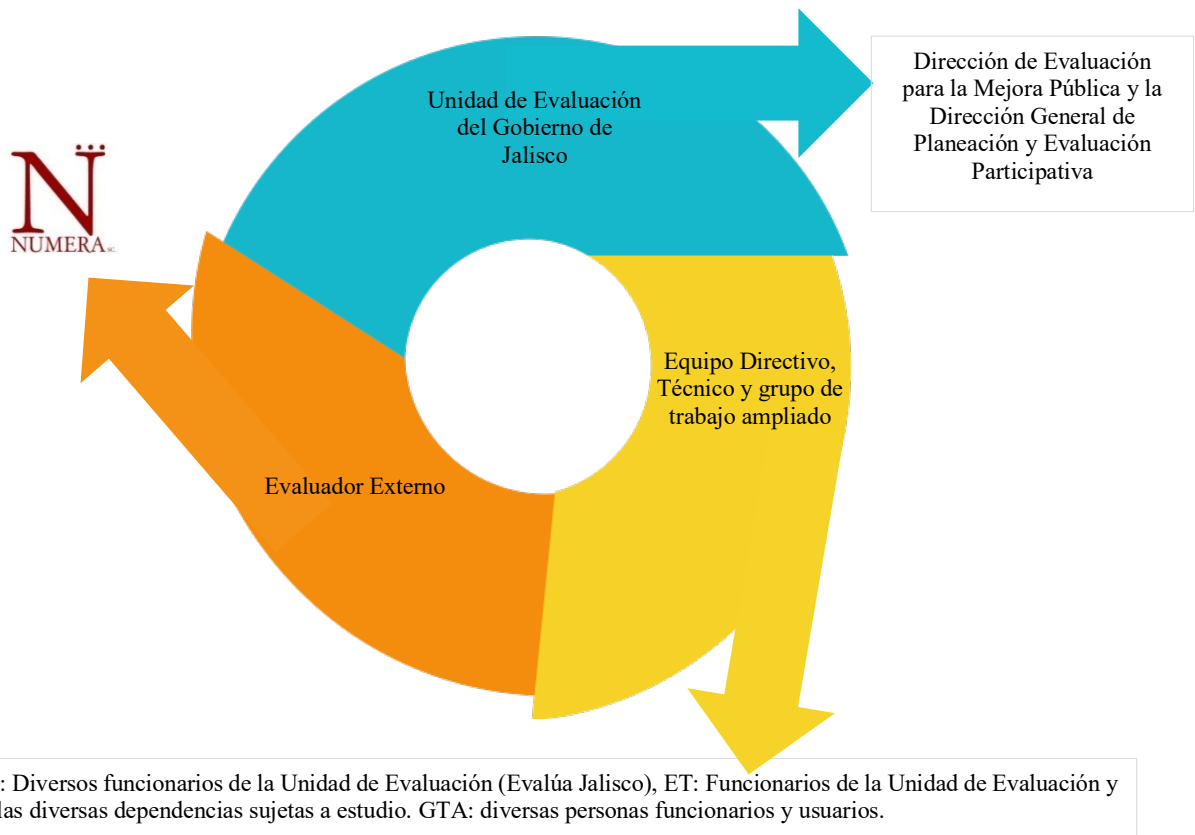 Unidad de Evaluación
del Gobierno de
Jalisco
Dirección de Evaluación
para la Mejora Pública y la
Dirección General de
Planeación y Evaluación
Participativa
N
NUMERA SC.
Equipo Directivo,
Técnico y grupo de
trabajo ampliado
Evaluador Externo
: Diversos funcionarios de la Unidad de Evaluación (Evalúa Jalisco), ET: Funcionarios de la Unidad de Evaluación y
las diversas dependencias sujetas a estudio. GTA: diversas personas funcionarios y usuarios.